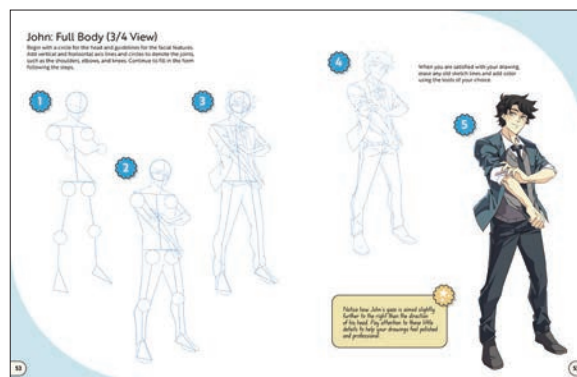 John: Full Body (3/4 View)
Begin with a circle for the head and guidelines for the facial features.
Add vertical and horizontal axis lines and circles to denote the joints,
such as the shoulders, elbows, and knees. Continue to fill in the form
following the steps.
1
2
3
4
When you are satisfied with your drawing,
erase any old sketch lines and add color
using the tools of your choice.
5
Notice how John's gaze is aimed slightly
further to the right than the direction
of his head. Pay attention to these little
details to help your drawings feel polished
and professional.
53